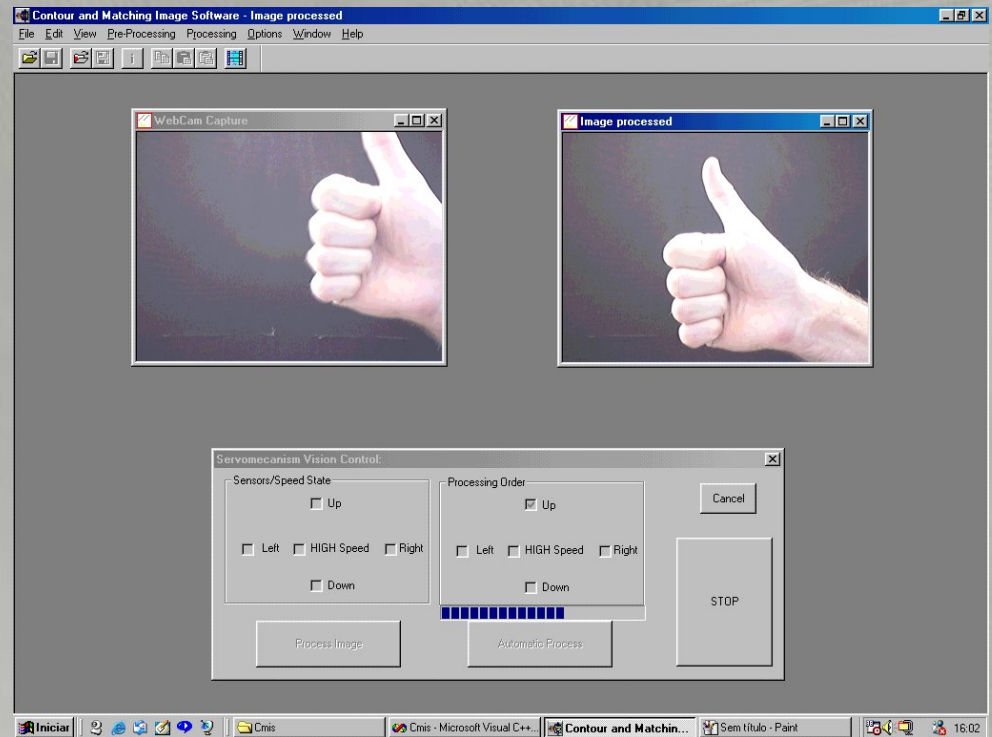 Contour and Matching Image Software - Image processed
File Edit View Pre-Processing Processing Options Window Help
WebCam Capture
Image processed
Servomecanism Vision Control:
Sensors/Speed State
Up
Left HIGH Speed Right
Down
Processing Order
Up
Left HIGH Speed Right
Down
Cancel
STOP
Process Image
Automatic Process
Iniciar
Cmis
Cmis - Microsoft Visual C++...
Contour and Matchin...
Sem título - Paint
16:02